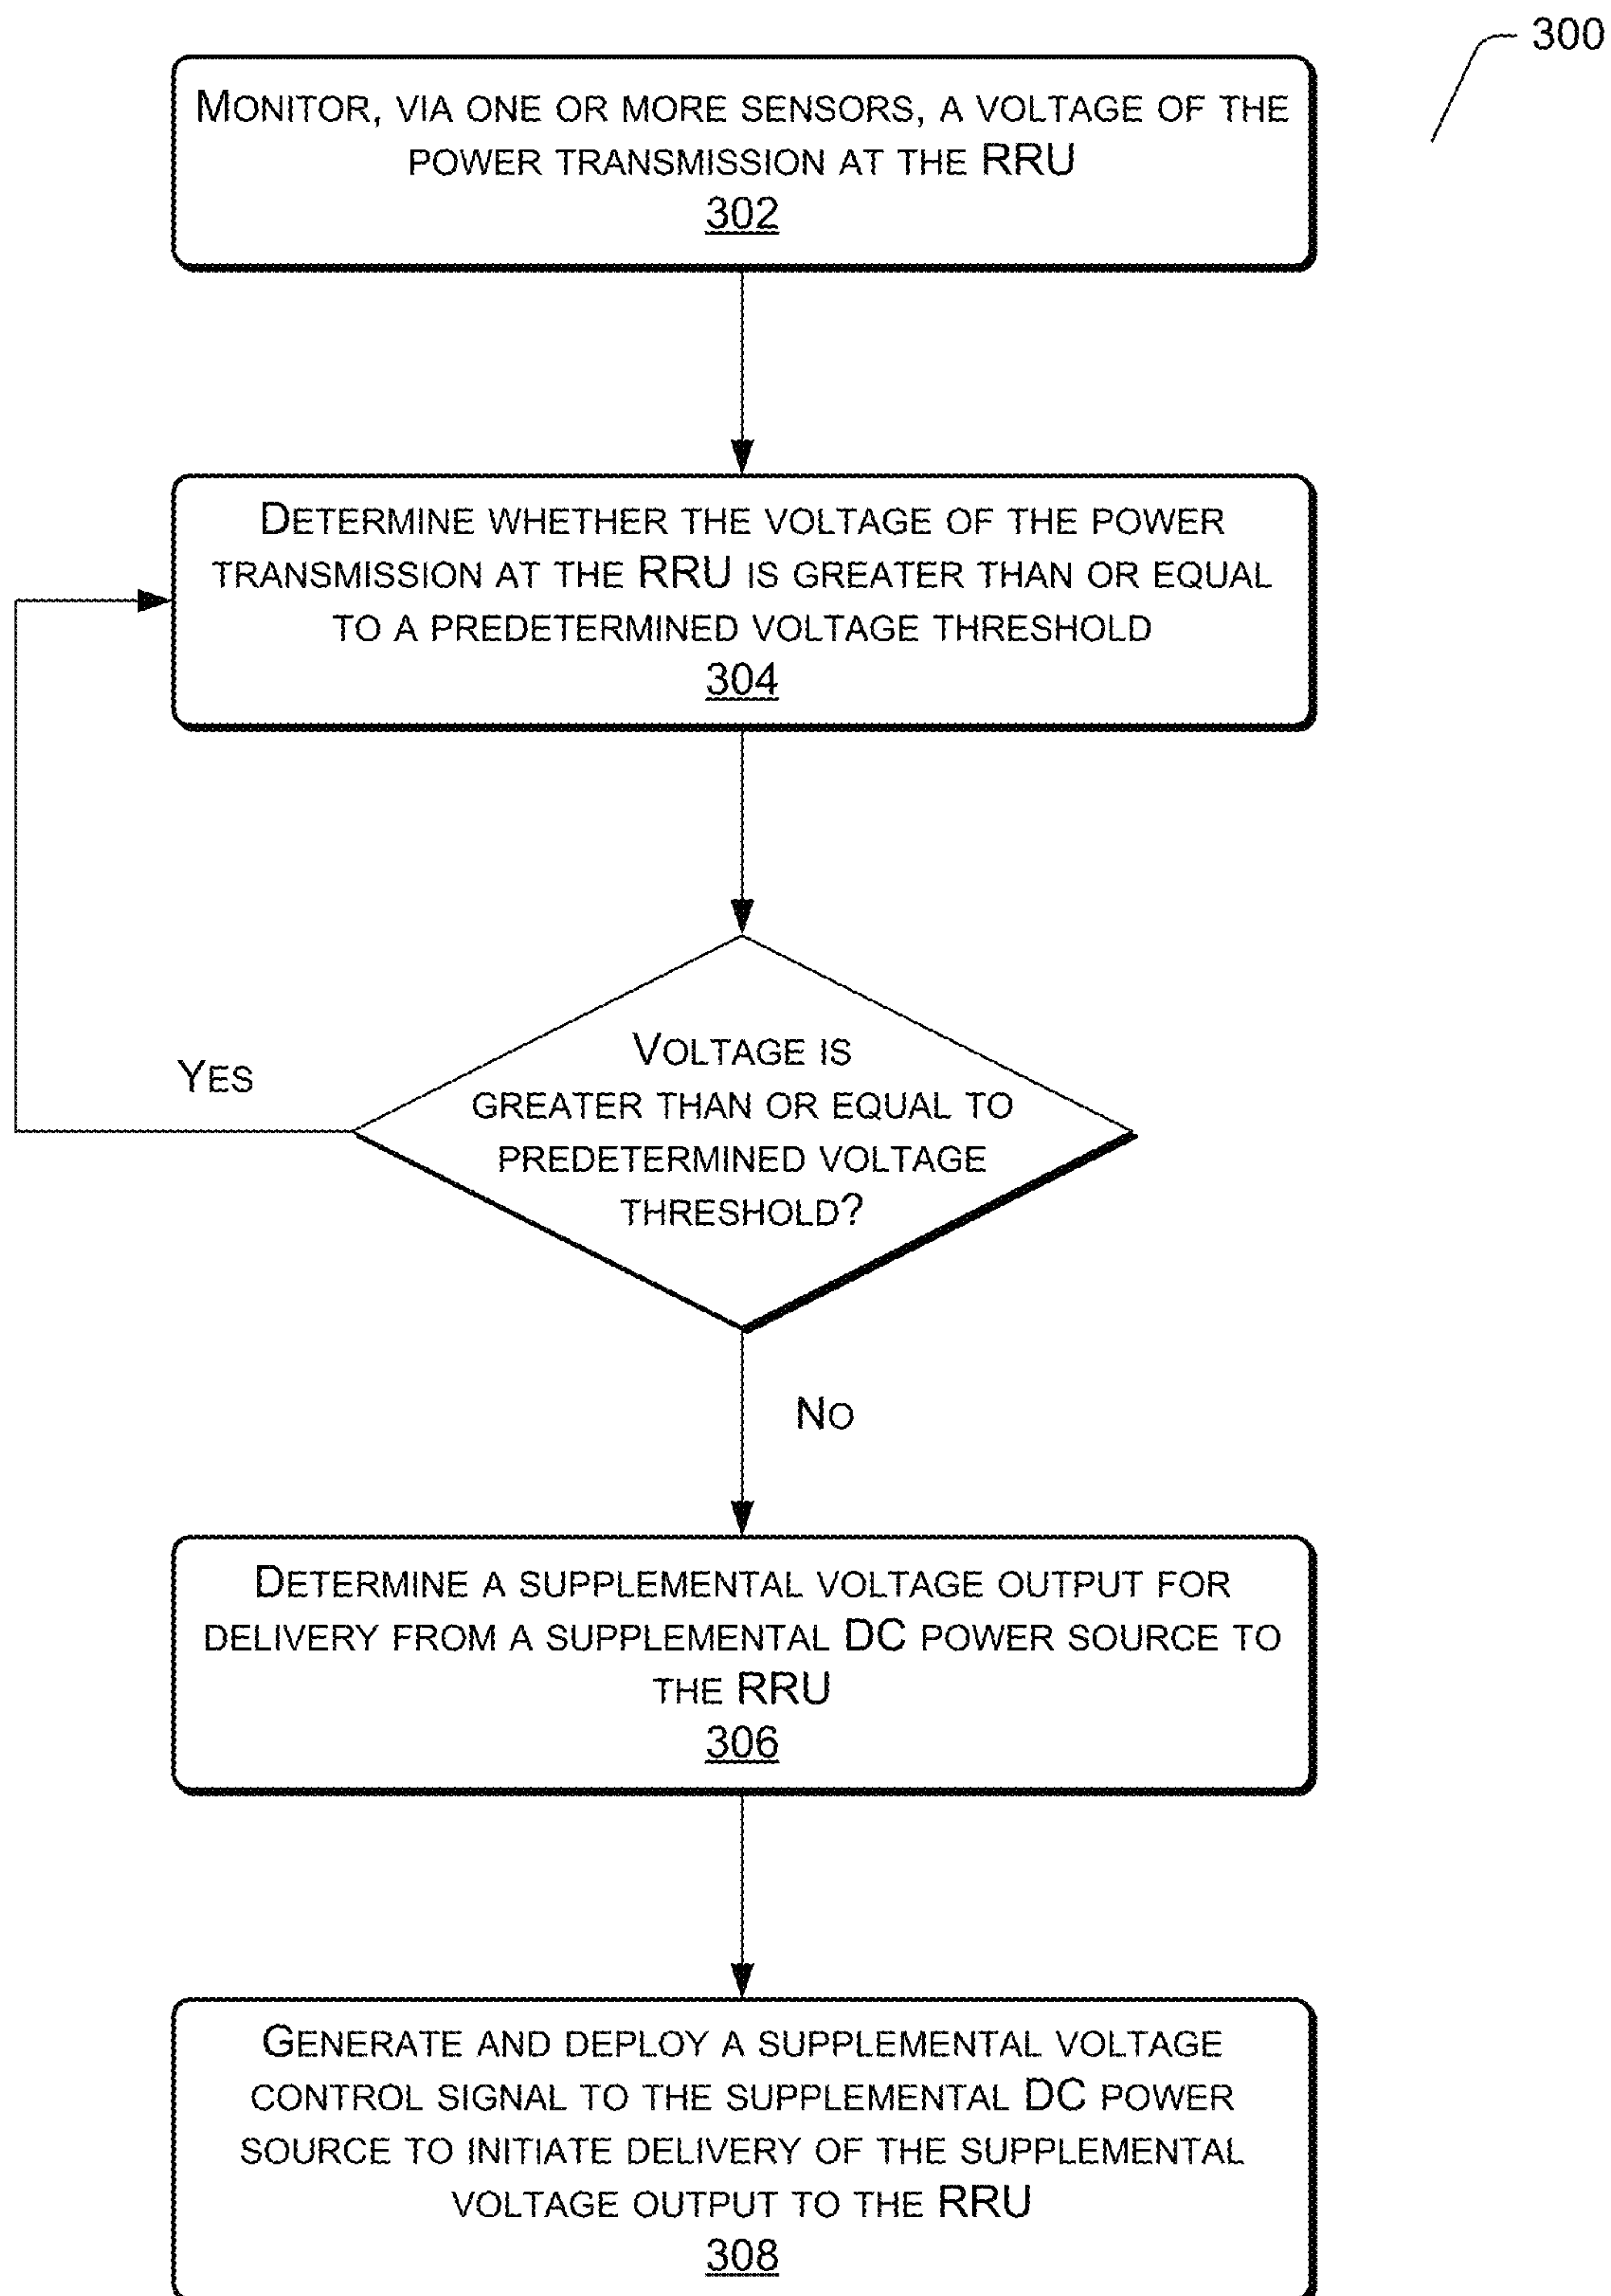 300
MONITOR, VIA ONE OR MORE SENSORS, A VOLTAGE OF THE
POWER TRANSMISSION AT THE RRU
302
DETERMINE WHETHER THE VOLTAGE OF THE POWER
TRANSMISSION AT THE RRU IS GREATER THAN OR EQUAL
TO A PREDETERMINED VOLTAGE THRESHOLD
304
VOLTAGE IS
GREATER THAN OR EQUAL TO
PREDETERMINED VOLTAGE
THRESHOLD?
YES
NO
DETERMINE A SUPPLEMENTAL VOLTAGE OUTPUT FOR
DELIVERY FROM A SUPPLEMENTAL DC POWER SOURCE TO
THE RRU
306
GENERATE AND DEPLOY A SUPPLEMENTAL VOLTAGE
CONTROL SIGNAL TO THE SUPPLEMENTAL DC POWER
SOURCE TO INITIATE DELIVERY OF THE SUPPLEMENTAL
VOLTAGE OUTPUT TO THE RRU
308